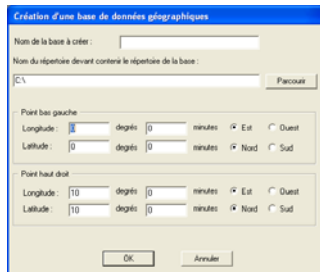 Création d'une base de données géographiques
Nom de la base à créer :
Nom du répertoire devant contenir le répertoire de la base :
C:\ Parcourir
Point bas gauche
Longitude : 0 degrés 0 minutes Est Ouest
Latitude : 0 degrés 0 minutes Nord Sud
Point haut droit
Longitude : 10 degrés 0 minutes Est Ouest
Latitude : 10 degrés 0 minutes Nord Sud
OK Annuler